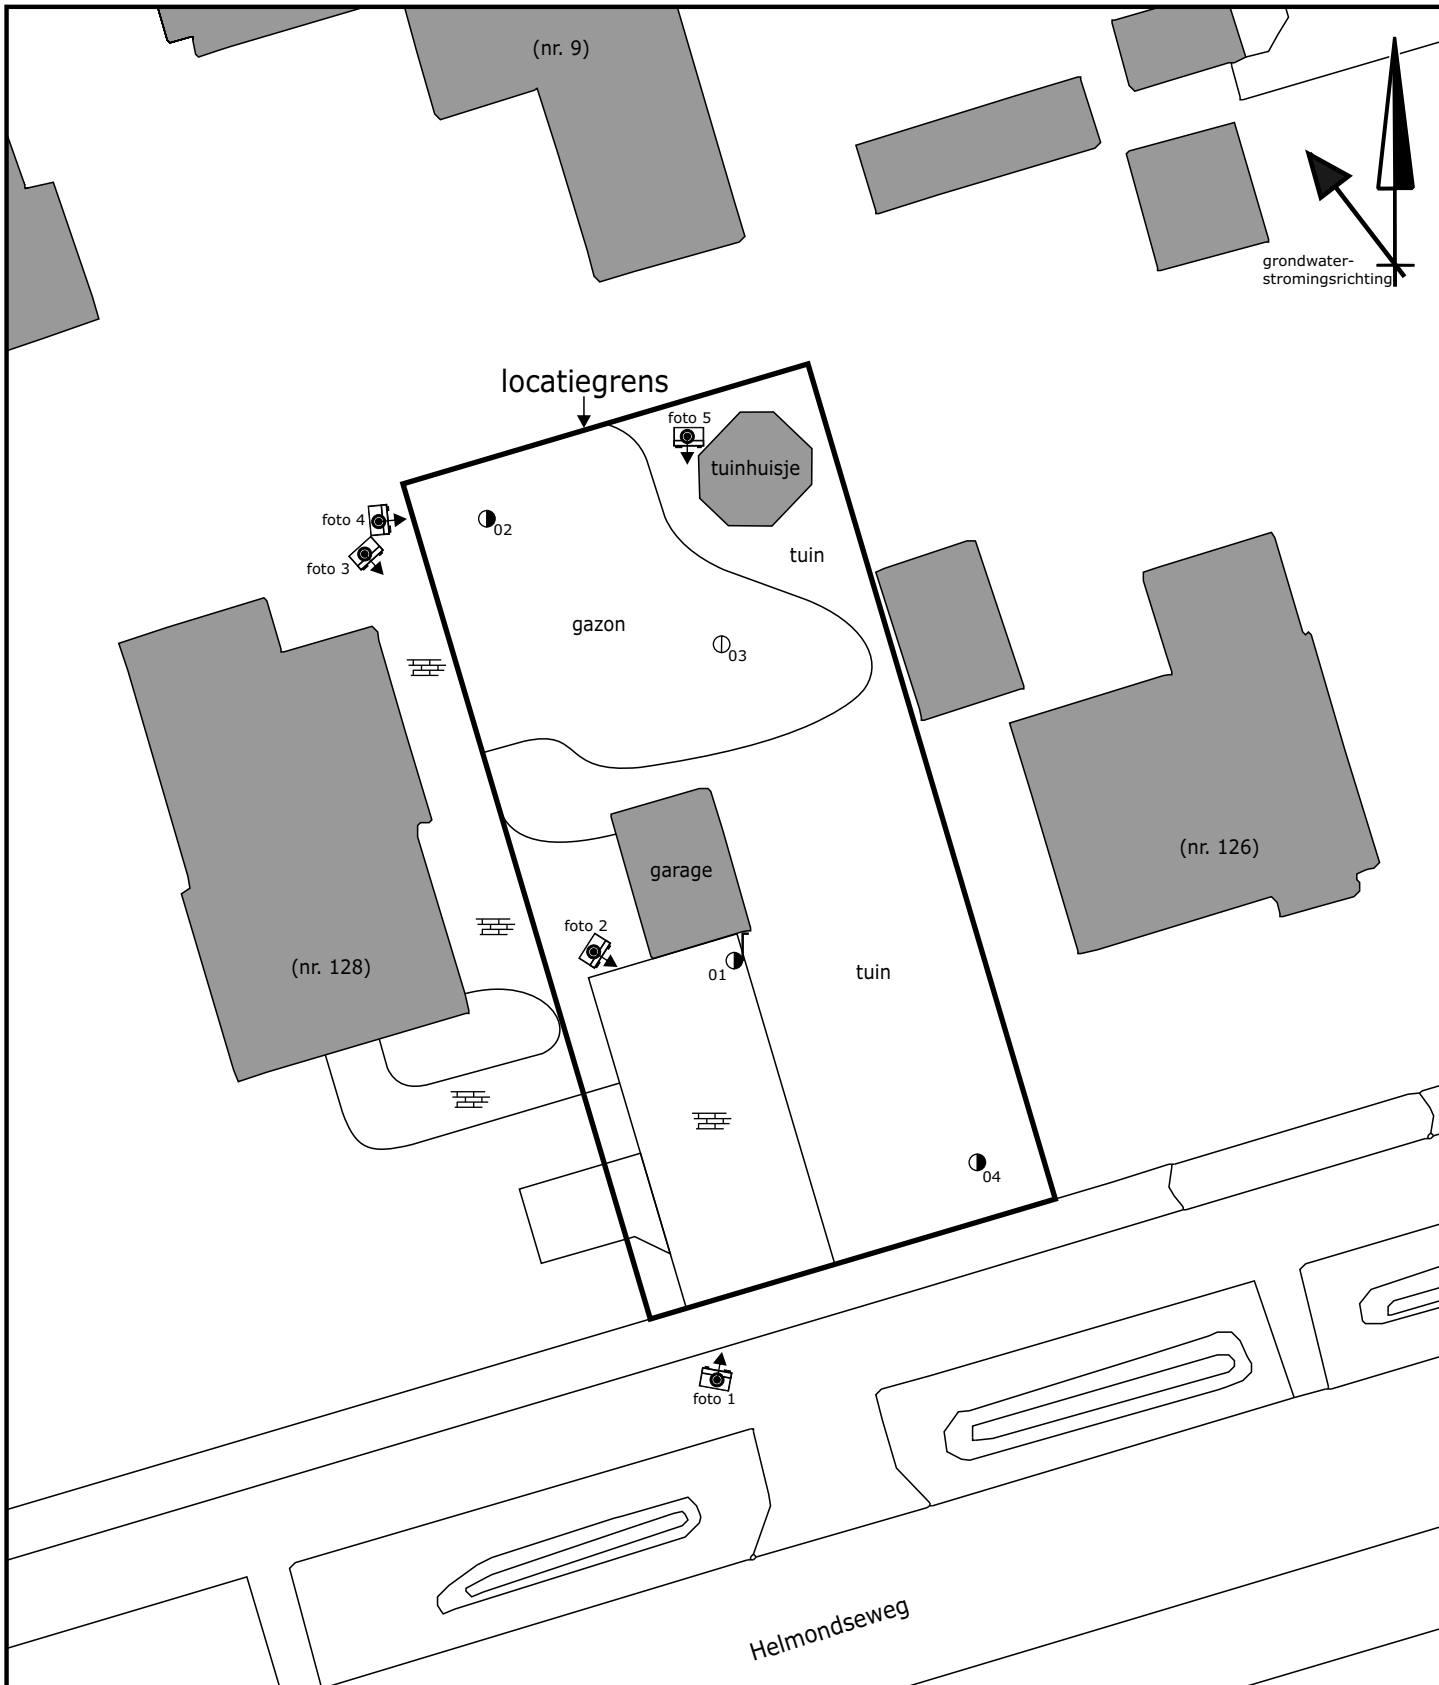 (nr. 9)
grondwater-
stromingsrichting
locatiegrens
foto 5
tuinhuisje
foto 4
02
foto 3
tuin
gazon
03
(nr. 126)
garage
foto 2
(nr. 128)
01
tuin
04
foto 1
Helmondseweg